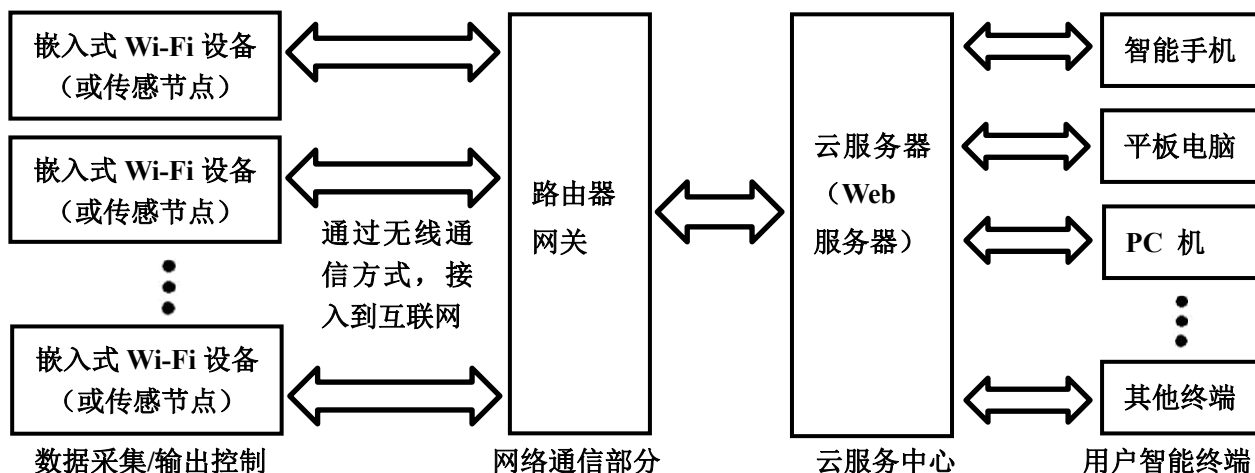 嵌入式 Wi-Fi 设备
（或传感节点）
嵌入式 Wi-Fi 设备
（或传感节点）
通过无线通
信方式，接
入到互联网
嵌入式 Wi-Fi 设备
（或传感节点）
数据采集/输出控制
路由器
网关
网络通信部分
云服务器
（Web
服务器）
云服务中心
智能手机
平板电脑
PC 机
其他终端
用户智能终端